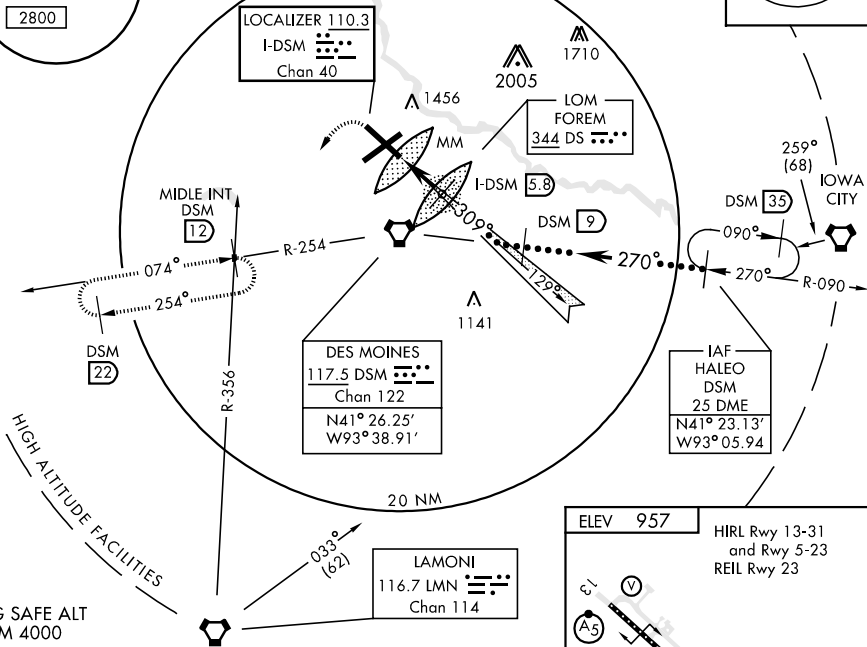 2800
LOCALIZER 110.3
I-DSM
Chan 40
1710
2005
1456
MM
LOM
FOREM
344 DS
259°
(68)
IOWA
CITY
I-DSM 5.8
DSM 35
MIDLE INT
DSM
12
309°
DSM 9
090°
R-254
270°
270°
R-090
074°
254°
129°
1141
DSM
22
DES MOINES
117.5 DSM
Chan 122
N41° 26.25'
W93° 38.91'
IAF
HALEO
DSM
25 DME
N41° 23.13'
W93° 05.94
R-356
HIGH ALTITUDE FACILITIES
20 NM
033°
(62)
LAMONI
116.7 LMN
Chan 114
SAFE ALT
4000
ELEV 957
HIRL Rwy 13-31
and Rwy 5-23
REIL Rwy 23
13
V
A5